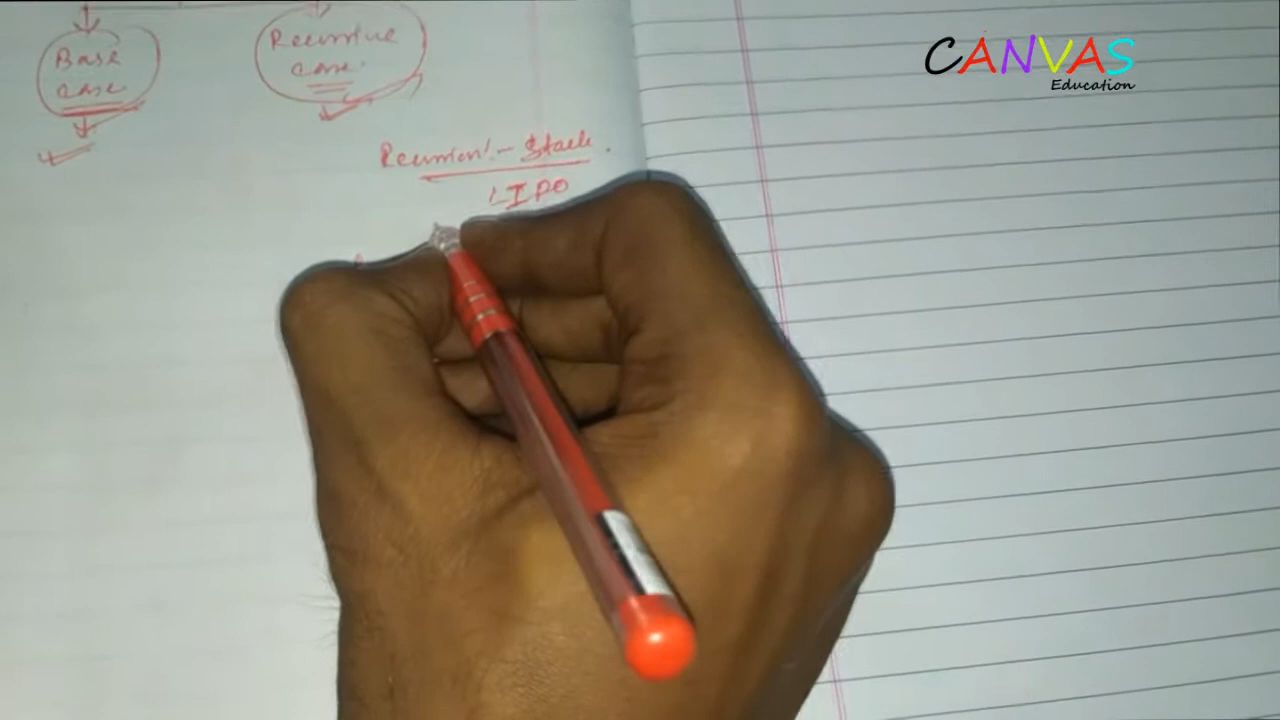 Base
case
Recursive
case
Recursion! - Stack.
LIFO
CANVAS
Education